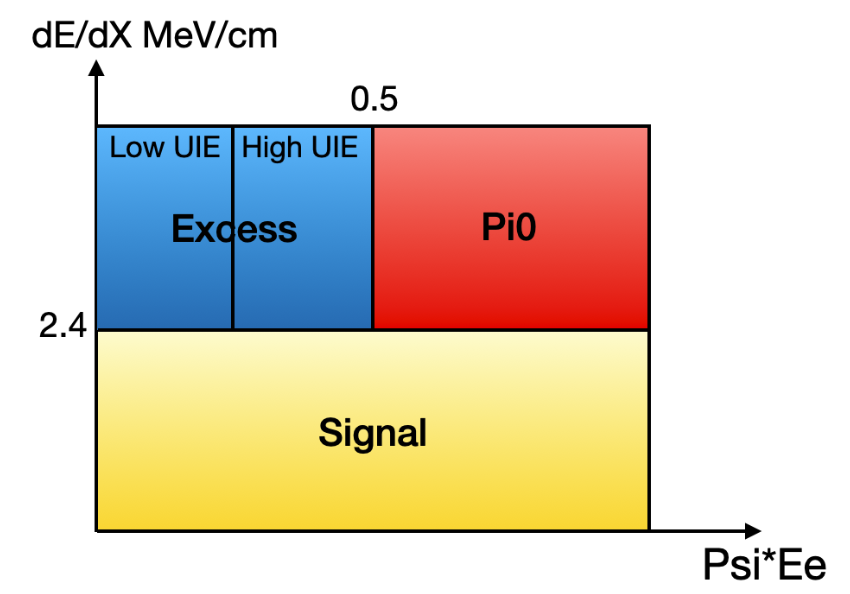 dE/dX MeV/cm
0.5
Low UIE
High UIE
Excess
Pi0
2.4
Signal
Psi*Ee